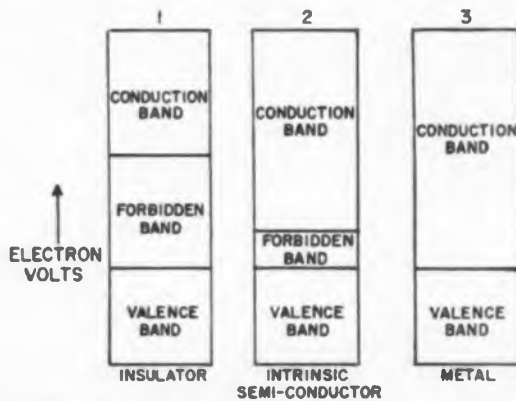 1
2
3
CONDUCTION
BAND
CONDUCTION
BAND
CONDUCTION
BAND
FORBIDDEN
BAND
FORBIDDEN
BAND
ELECTRON
VOLTS
VALENCE
BAND
VALENCE
BAND
VALENCE
BAND
INSULATOR
INTRINSIC
SEMI-CONDUCTOR
METAL